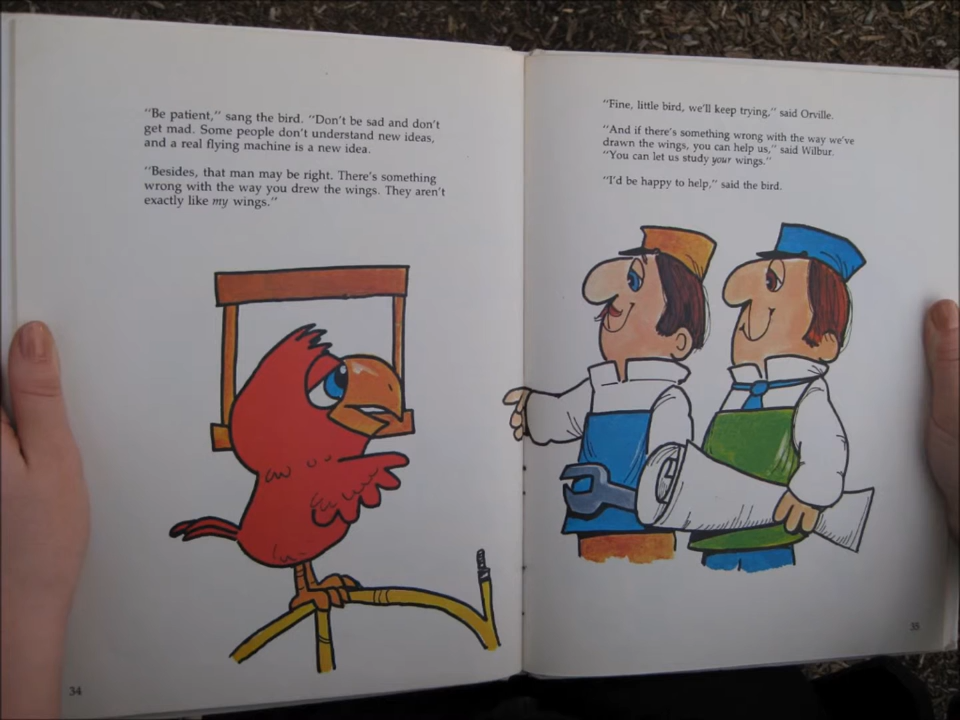 "Be patient," sang the bird. "Don't be sad and don't
get mad. Some people don't understand new ideas,
and a real flying machine is a new idea.
"Besides, that man may be right. There's something
wrong with the way you drew the wings. They aren't
exactly like my wings."
34
"Fine, little bird, we'll keep trying," said Orville.
"And if there's something wrong with the way we've
drawn the wings, you can help us," said Wilbur.
"You can let us study your wings."
"I'd be happy to help," said the bird.
35